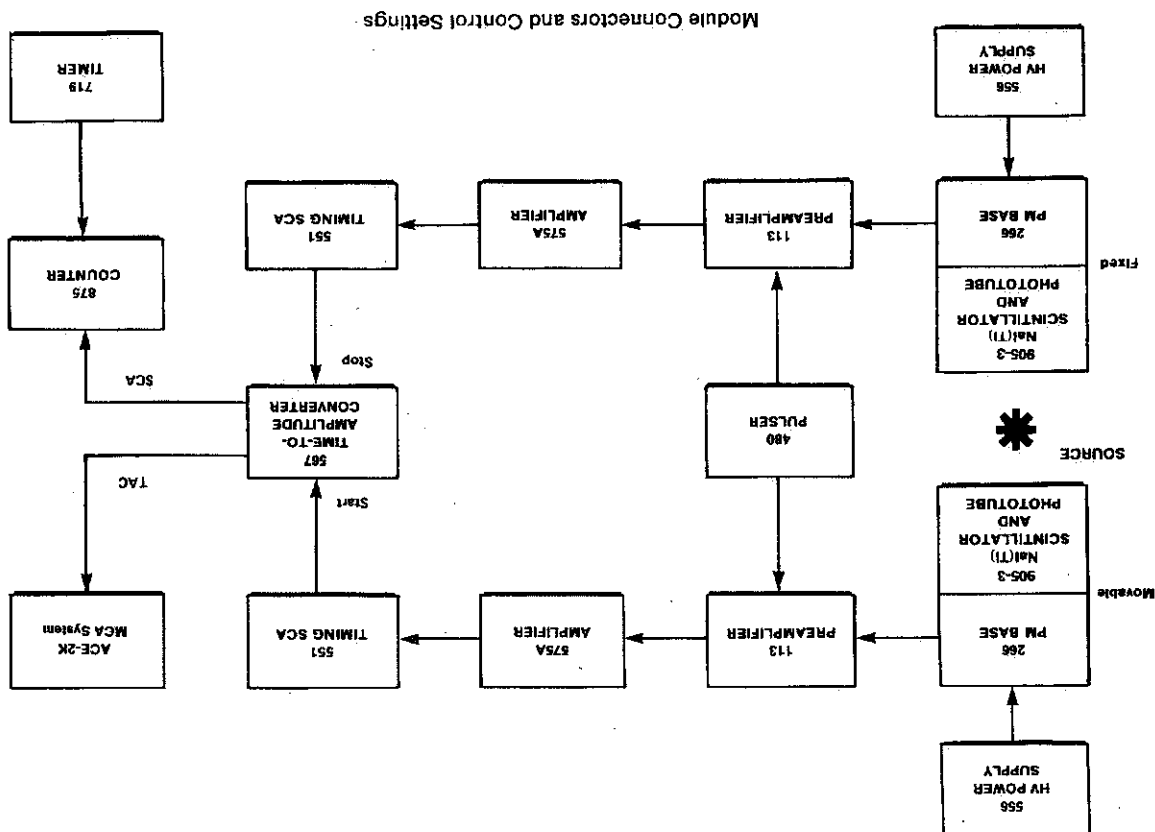 556
HV POWER
SUPPLY
Movable
266
PM BASE
905-3
NaI(Tl)
SCINTILLATOR
AND
PHOTOTUBE
113
PREAMPLIFIER
575A
AMPLIFIER
551
TIMING SCA
ACE-2K
MCA System
Start
TAC
SOURCE
480
PULSER
567
TIME-TO-
AMPLITUDE
CONVERTER
SCA
Stop
Fixed
905-3
NaI(Tl)
SCINTILLATOR
AND
PHOTOTUBE
266
PM BASE
113
PREAMPLIFIER
575A
AMPLIFIER
551
TIMING SCA
875
COUNTER
556
HV POWER
SUPPLY
719
TIMER
Module Connectors and Control Settings